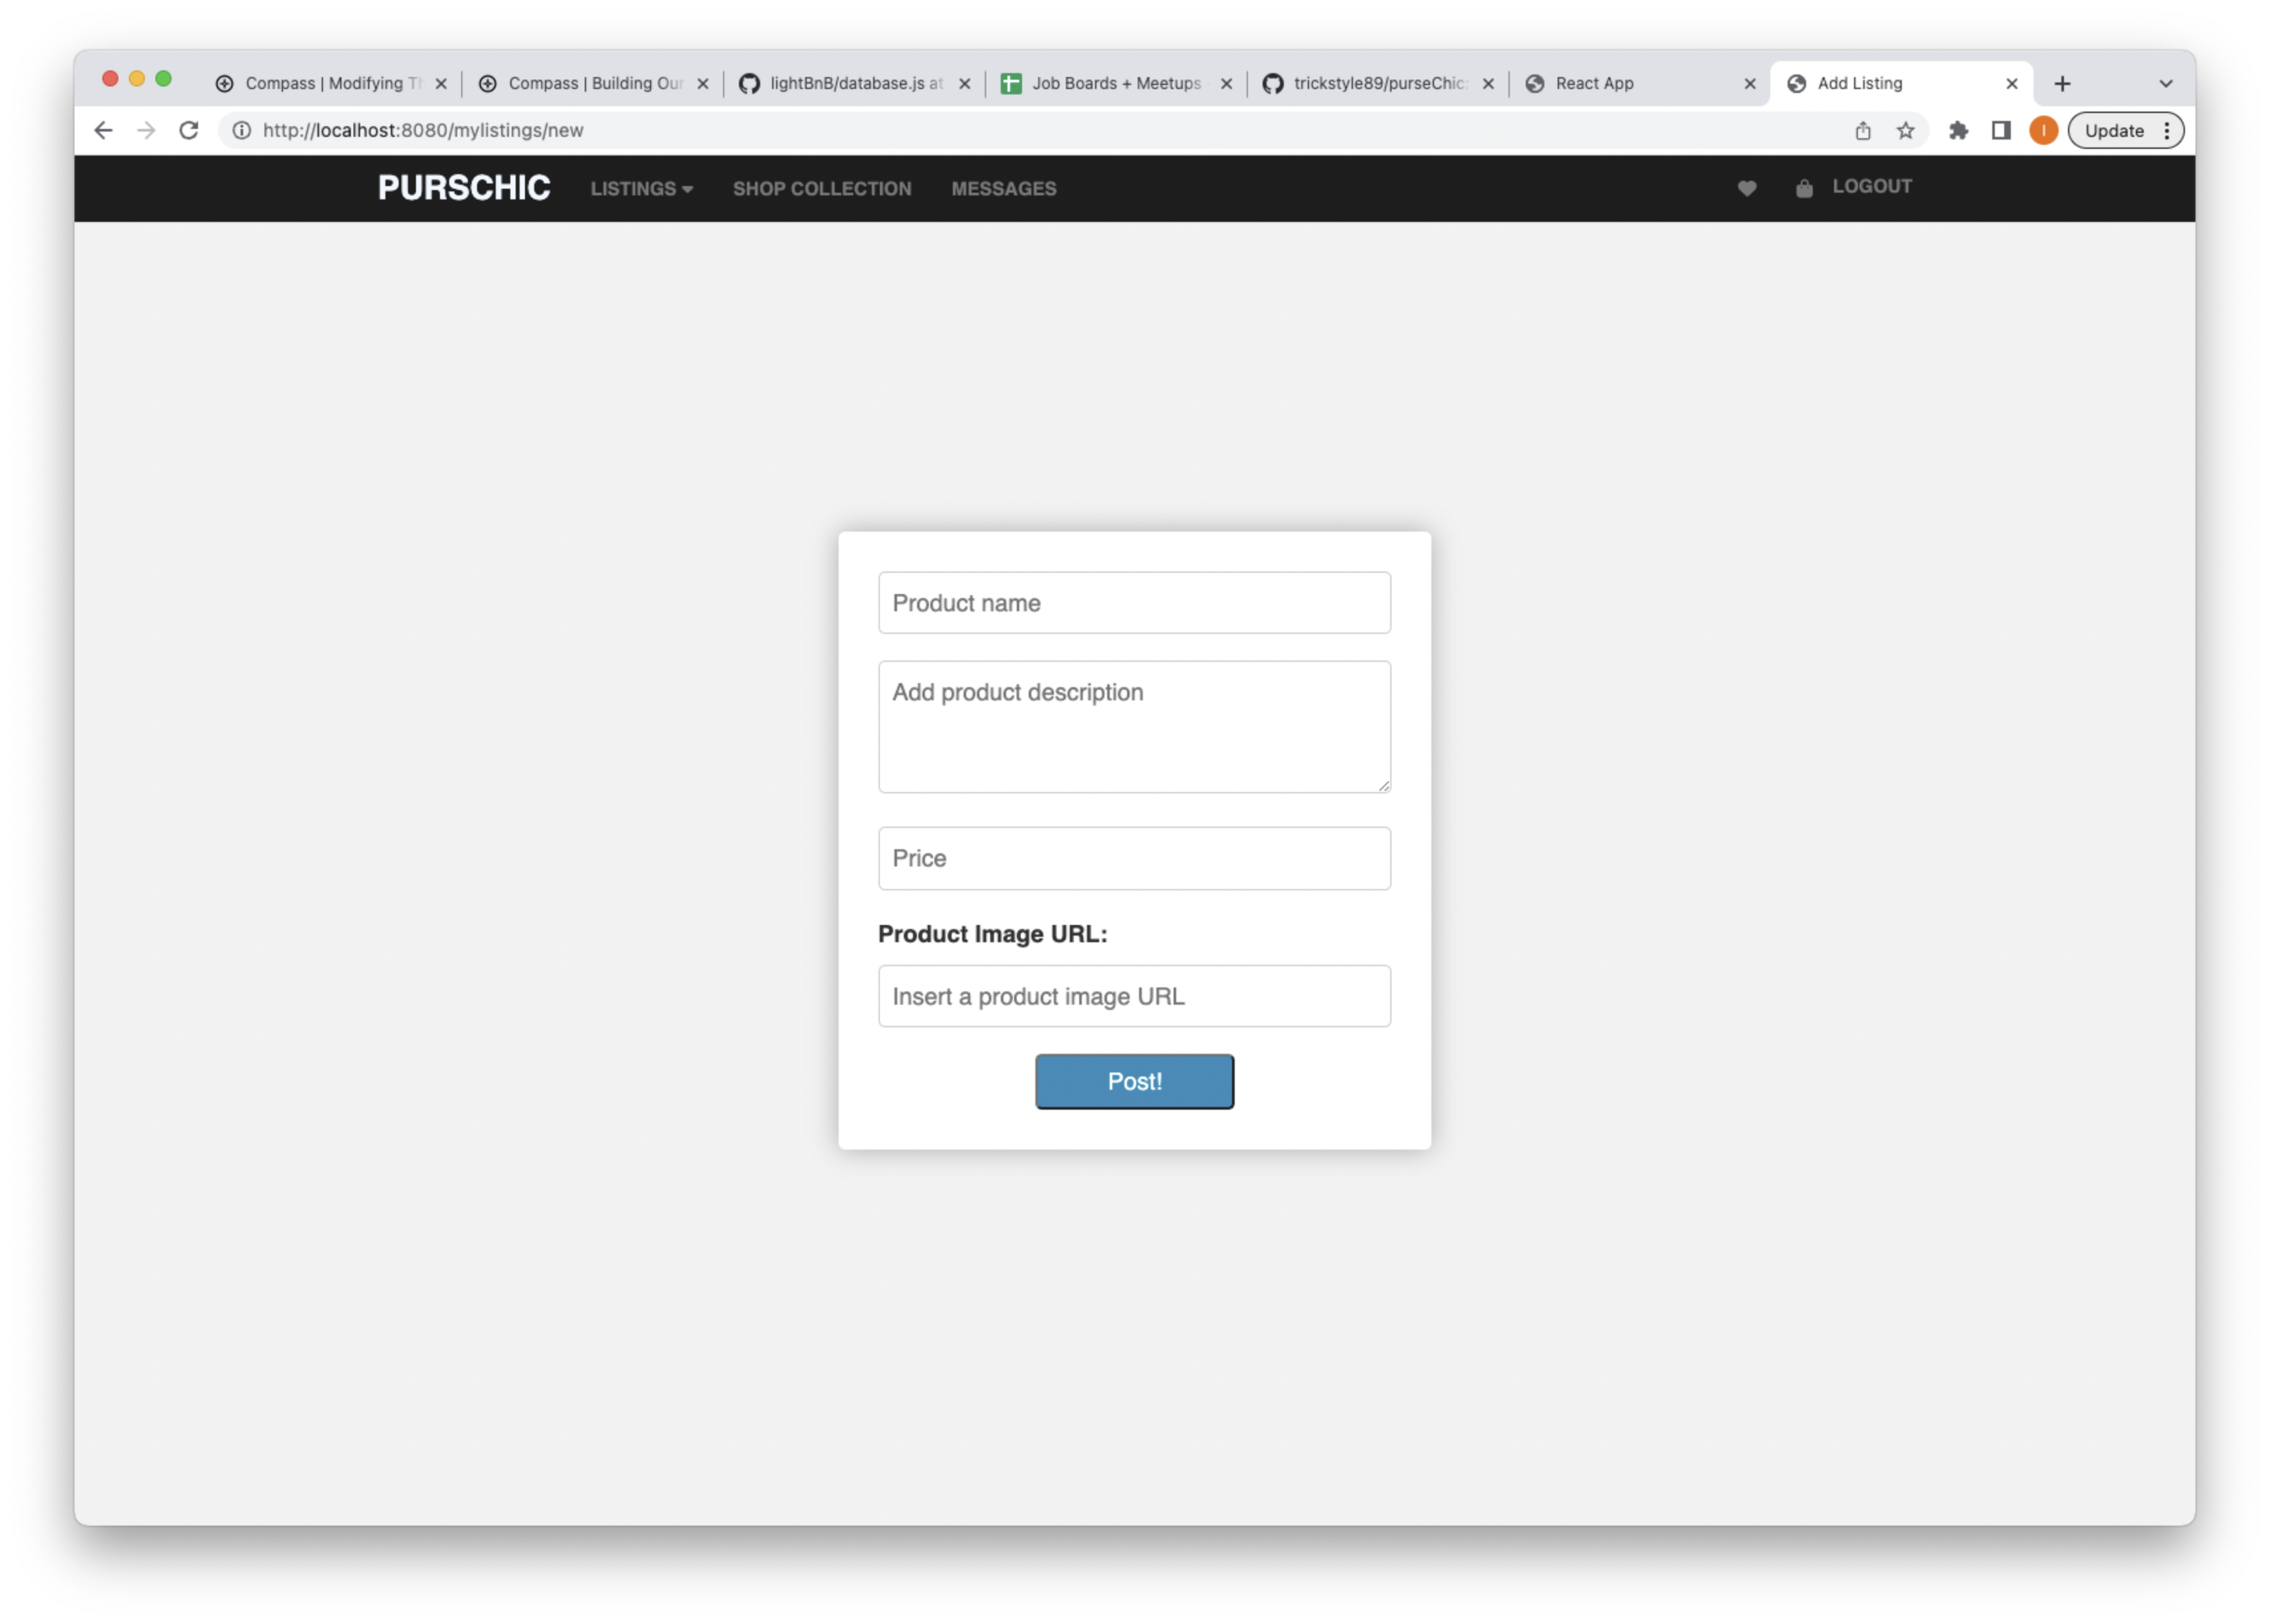 Compass | Modifying Th
Compass | Building Our
lightBnB/database.js at
Job Boards + Meetups
trickstyle89/purseChic:
React App
Add Listing
http://localhost:8080/mylistings/new
I
Update
PURSCHIC
LISTINGS
SHOP COLLECTION
MESSAGES
LOGOUT
Product name
Add product description
Price
Product Image URL:
Insert a product image URL
Post!